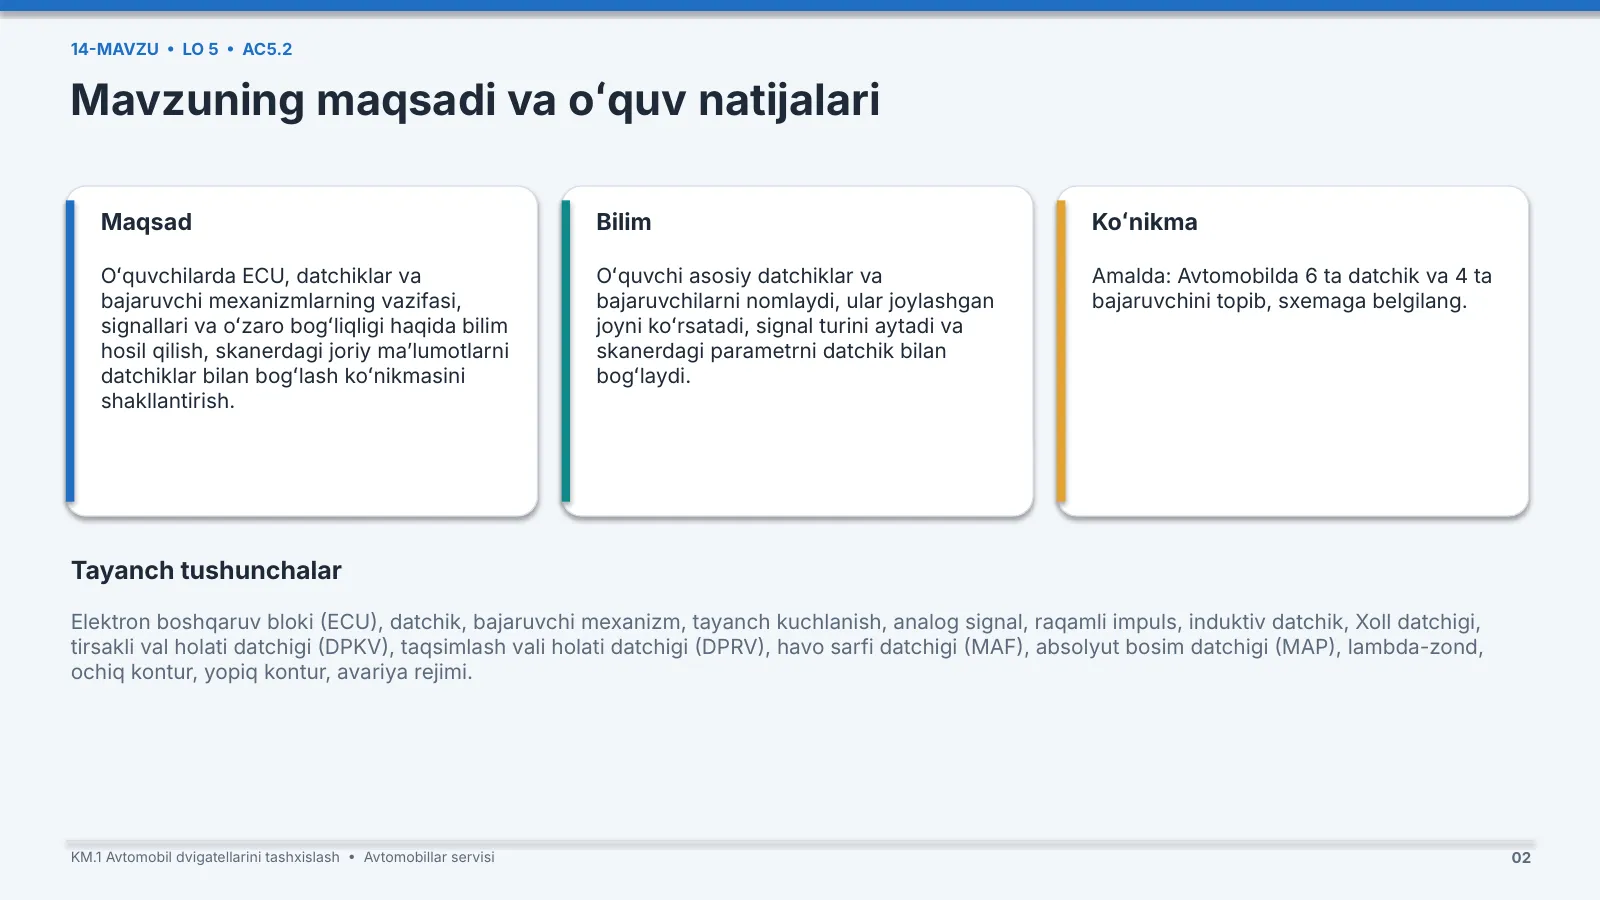 14-MAVZU • LO 5 • AC5.2
Mavzuning maqsadi va oʻquv natijalari
Maqsad
Oʻquvchilarda ECU, datchiklar va
bajaruvchi mexanizmlarning vazifasi,
signallari va oʻzaro bogʻliqligi haqida bilim
hosil qilish, skanerdagi joriy maʼlumotlarni
datchiklar bilan bogʻlash koʻnikmasini
shakllantirish.
Bilim
Oʻquvchi asosiy datchiklar va
bajaruvchilarni nomlaydi, ular joylashgan
joyni koʻrsatadi, signal turini aytadi va
skanerdagi parametrni datchik bilan
bogʻlaydi.
Koʻnikma
Amalda: Avtomobilda 6 ta datchik va 4 ta
bajaruvchini topib, sxemaga belgilang.
Tayanch tushunchalar
Elektron boshqaruv bloki (ECU), datchik, bajaruvchi mexanizm, tayanch kuchlanish, analog signal, raqamli impuls, induktiv datchik, Xoll datchigi,
tirsakli val holati datchigi (DPKV), taqsimlash vali holati datchigi (DPRV), havo sarfi datchigi (MAF), absolyut bosim datchigi (MAP), lambda-zond,
ochiq kontur, yopiq kontur, avariya rejimi.
KM.1 Avtomobil dvigatellarini tashxislash • Avtomobillar servisi
02